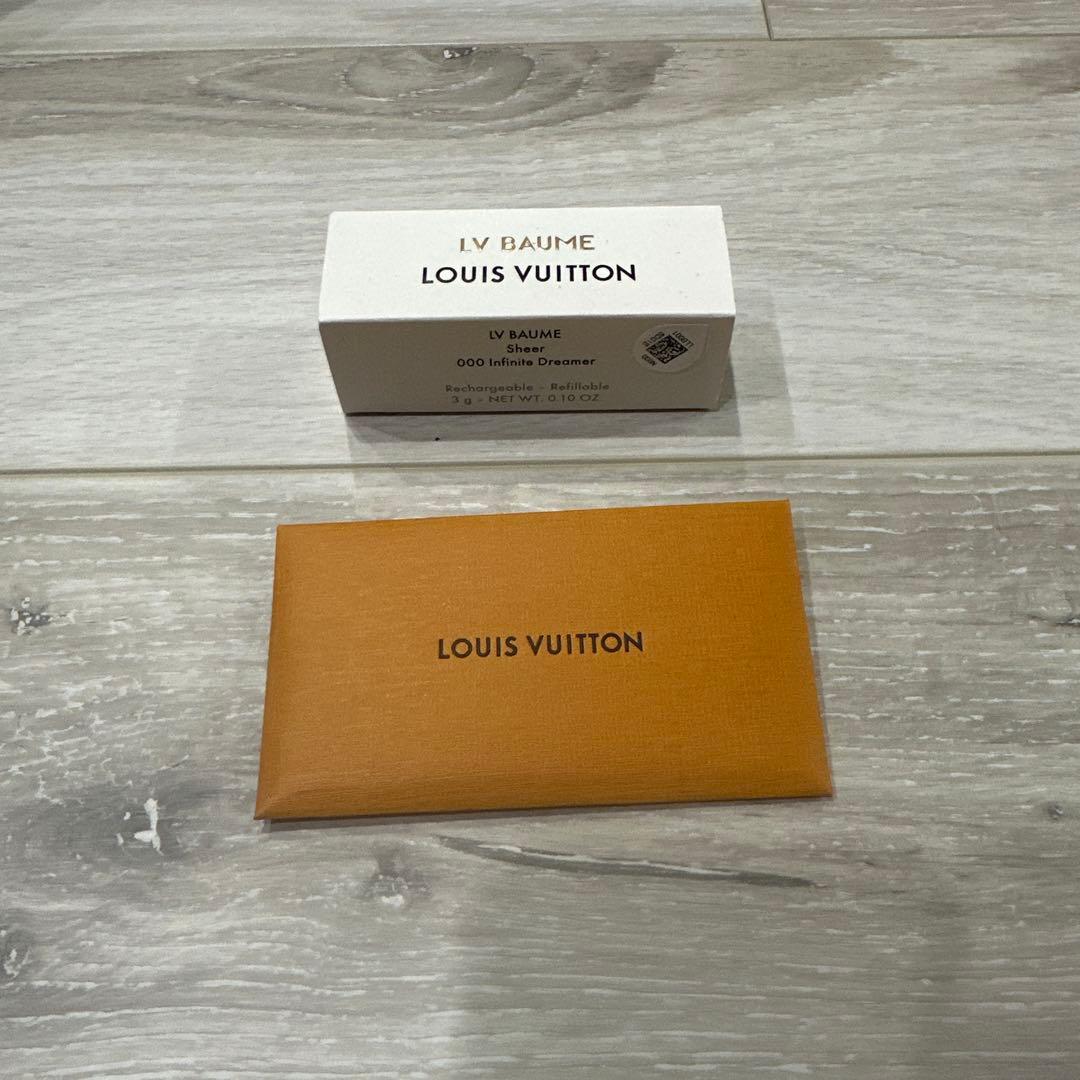 LV BAUME
LOUIS VUITTON
LV BAUME
Sheer
000 Infinite Dreamer
Rechargeable - Refillable
3 g - NET WT. 0.10 OZ
LOUIS VUITTON